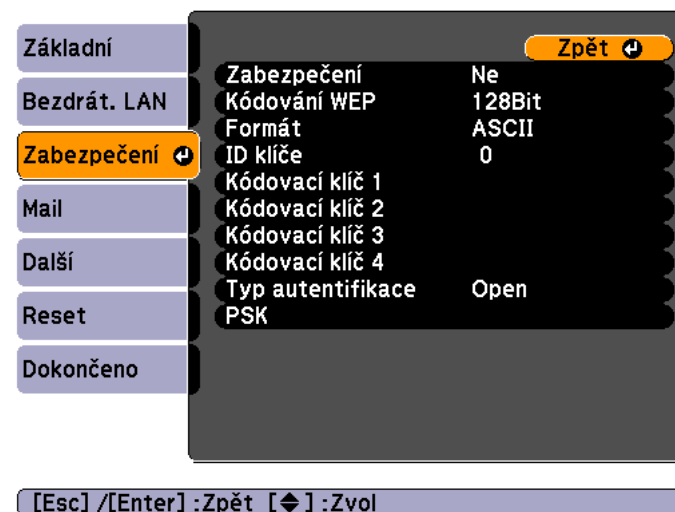 Základní
Bezdrát. LAN
Zabezpečení
Mail
Další
Reset
Dokončeno
Zpět
Zabezpečení Ne
Kódování WEP 128Bit
Formát ASCII
ID klíče 0
Kódovací klíč 1
Kódovací klíč 2
Kódovací klíč 3
Kódovací klíč 4
Typ autentifikace Open
PSK
[Esc] /[Enter] :Zpět [◆] :Zvol